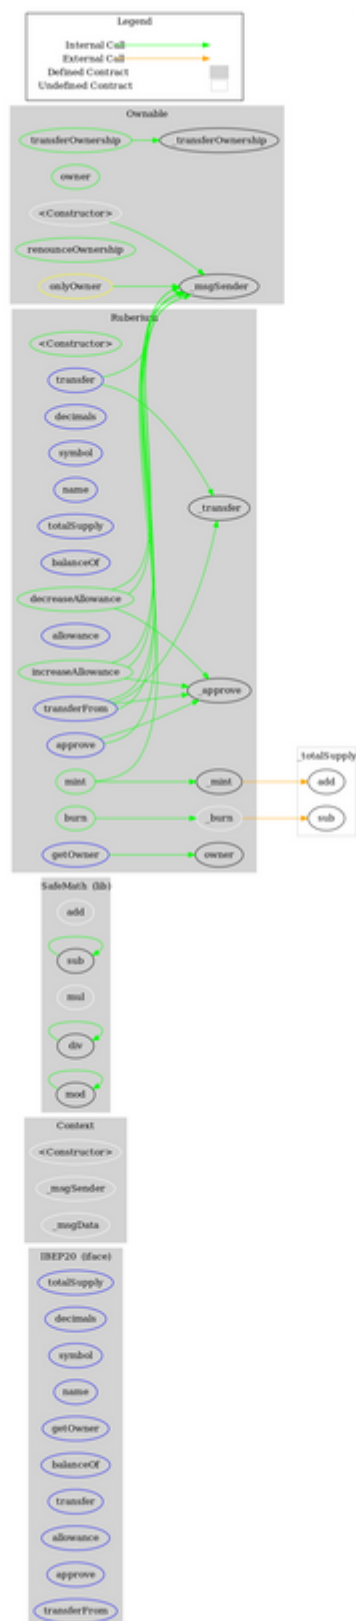 Legend
Internal Call
External Call
Defined Contract
Undefined Contract
Ownable
transferOwnership
_transferOwnership
owner
<Constructor>
renounceOwnership
onlyOwner
_msgSender
Ruberium
<Constructor>
transfer
decimals
symbol
name
_transfer
totalSupply
balanceOf
decreaseAllowance
allowance
increaseAllowance
_approve
transferFrom
approve
_totalSupply
mint
_mint
add
burn
_burn
sub
getOwner
owner
SafeMath (lib)
add
sub
mul
div
mod
Context
<Constructor>
_msgSender
_msgData
IBEP20 (iface)
totalSupply
decimals
symbol
name
getOwner
balanceOf
transfer
allowance
approve
transferFrom